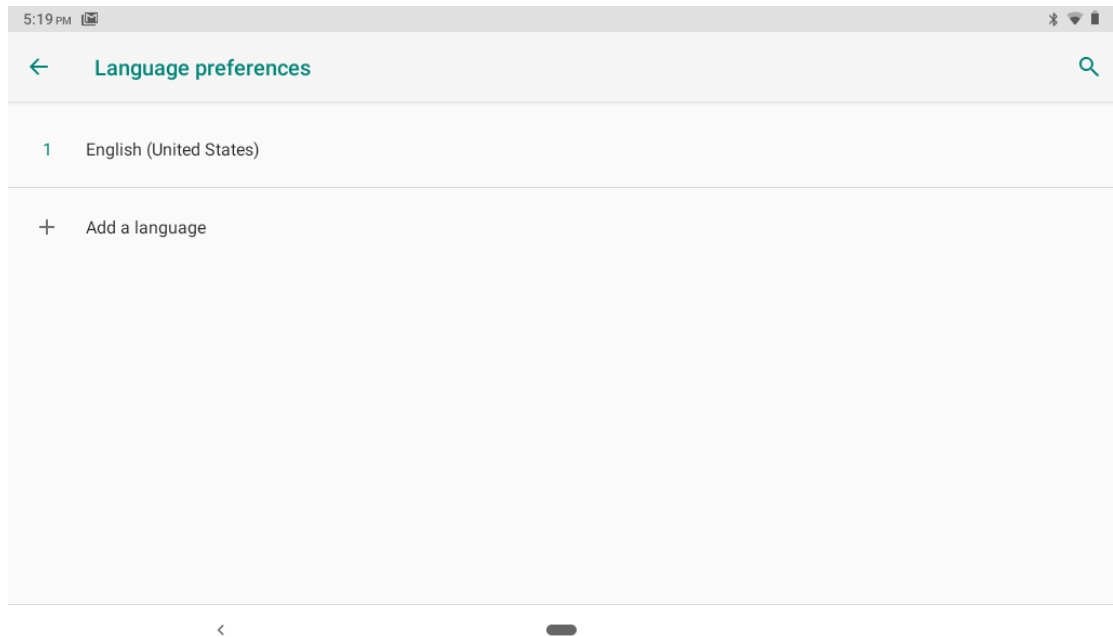 5:19 PM
Language preferences
1 English (United States)
+ Add a language